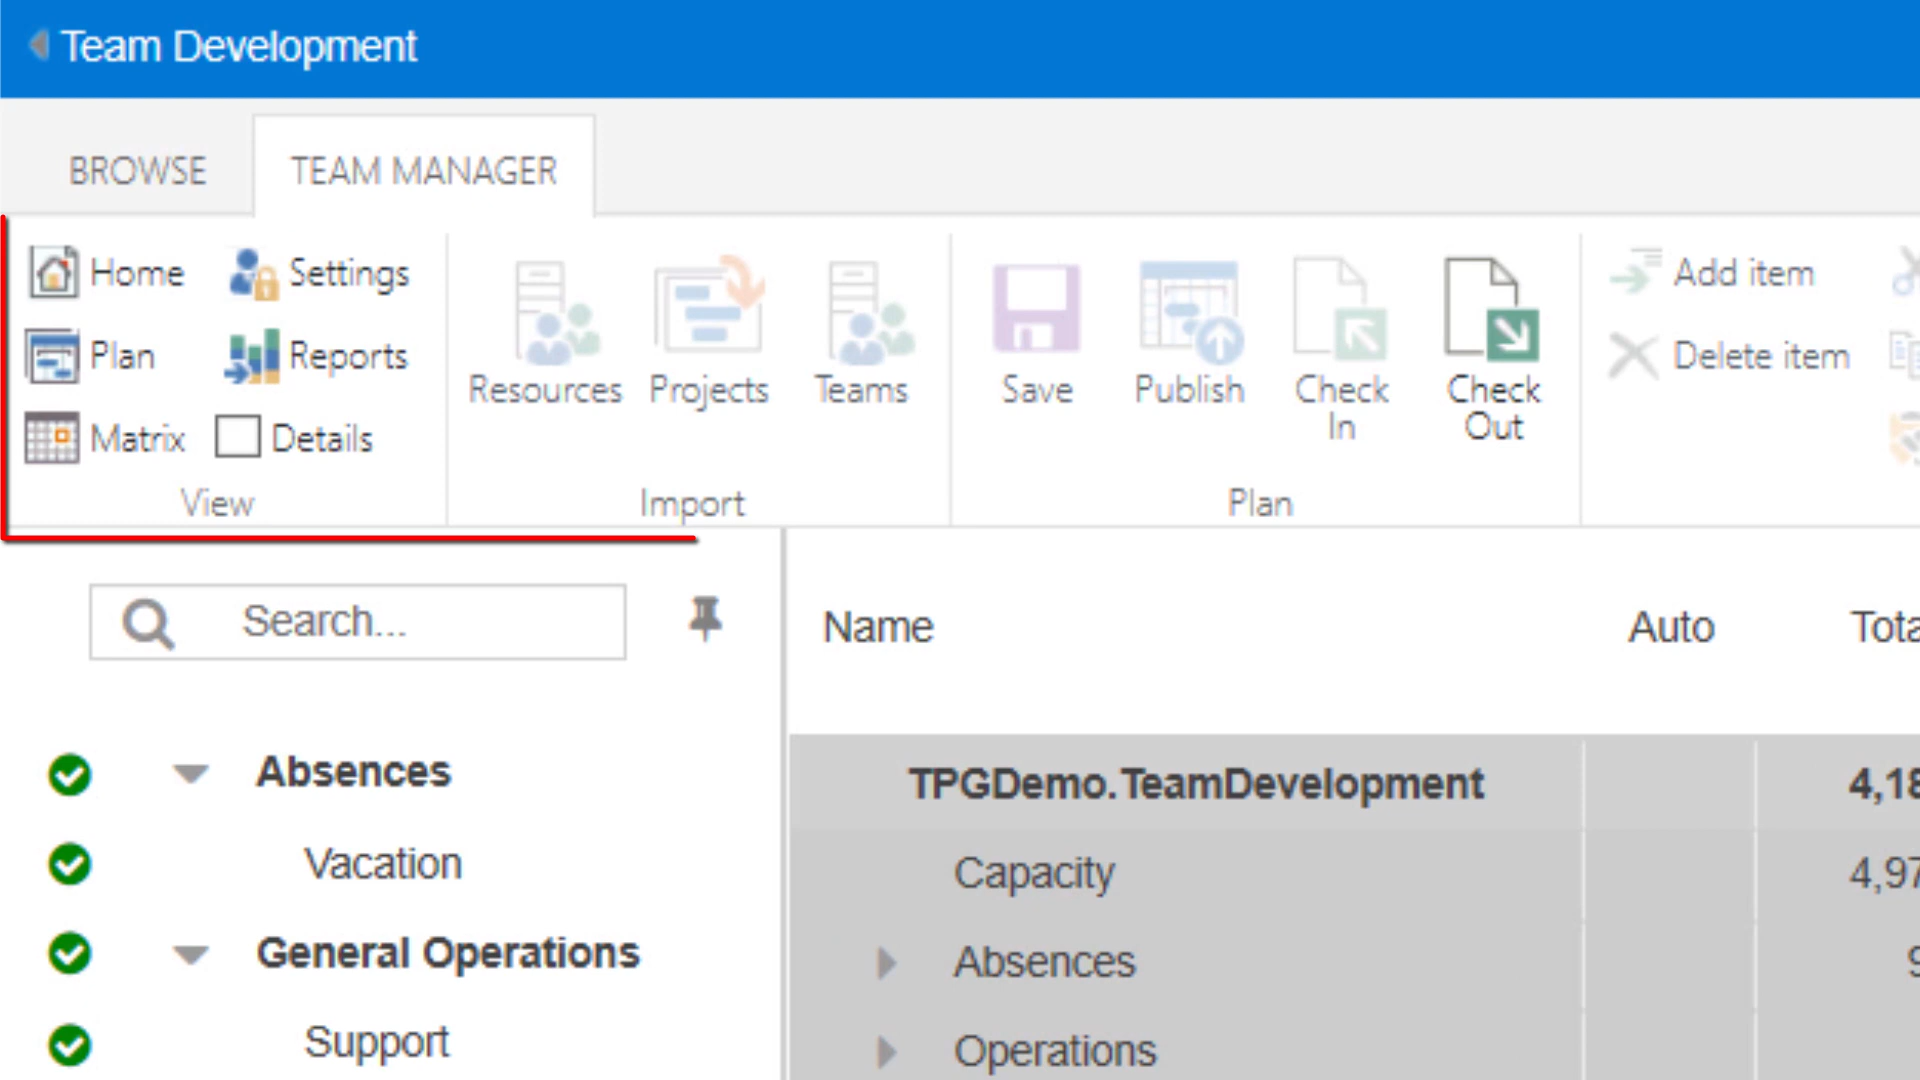 Team Development
BROWSE TEAM MANAGER
Home Settings
Plan Reports
Matrix Details
View
Resources Projects Teams
Import
Save Publish Check In Check Out
Plan
Add item
Delete item
Search...
Name Auto
Absences
Vacation
General Operations
Support
TPGDemo.TeamDevelopment
Capacity
Absences
Operations